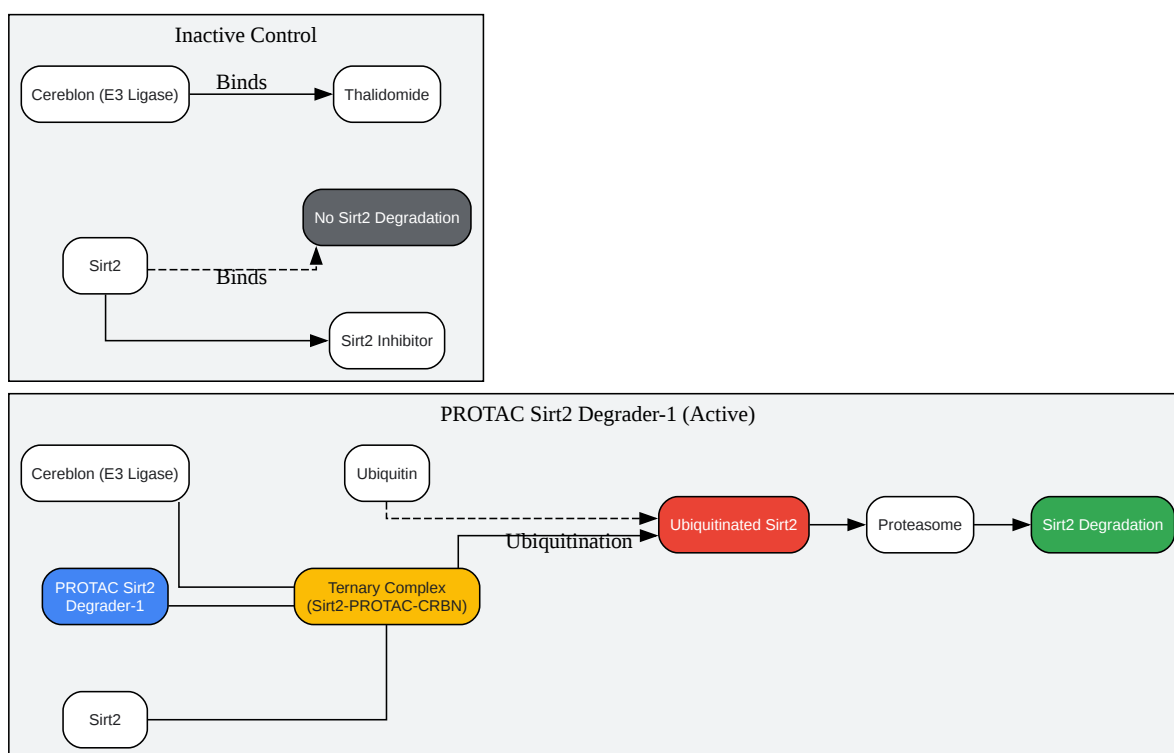 Inactive Control
Cereblon (E3 Ligase)
Binds
Thalidomide
No Sirt2 Degradation
Sirt2
Binds
Sirt2 Inhibitor
PROTAC Sirt2 Degrader-1 (Active)
Cereblon (E3 Ligase)
Ubiquitin
Ubiquitinated Sirt2
Proteasome
Sirt2 Degradation
Ubiquitination
PROTAC Sirt2
Degrader-1
Ternary Complex
(Sirt2-PROTAC-CRBN)
Sirt2